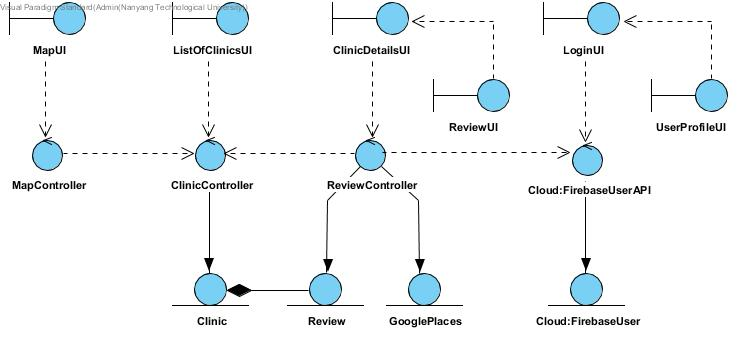 Visual Paradigm Standard(Admin(Nanyang Technological University))
MapUI
ListOfClinicsUI
ClinicDetailsUI
LoginUI
ReviewUI
UserProfileUI
MapController
ClinicController
ReviewController
Cloud:FirebaseUserAPI
Clinic
Review
GooglePlaces
Cloud:FirebaseUser